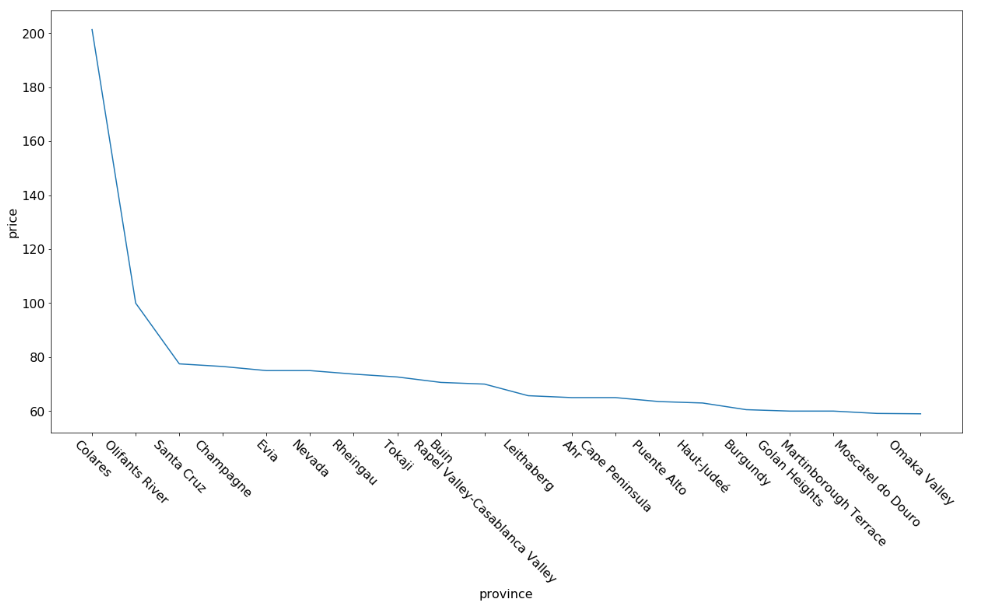 200
180
160
140
120
100
80
60
price
Colares
Olifants River
Santa Cruz
Champagne
Evia
Nevada
Rheingau
Tokaji
Buin
Rapel Valley-Casablanca Valley
Leithaberg
Ahr
Cape Peninsula
Puente Alto
Haut-Judeé
Burgundy
Golan Heights
Martinborough Terrace
Moscatel do Douro
Omaka Valley
province